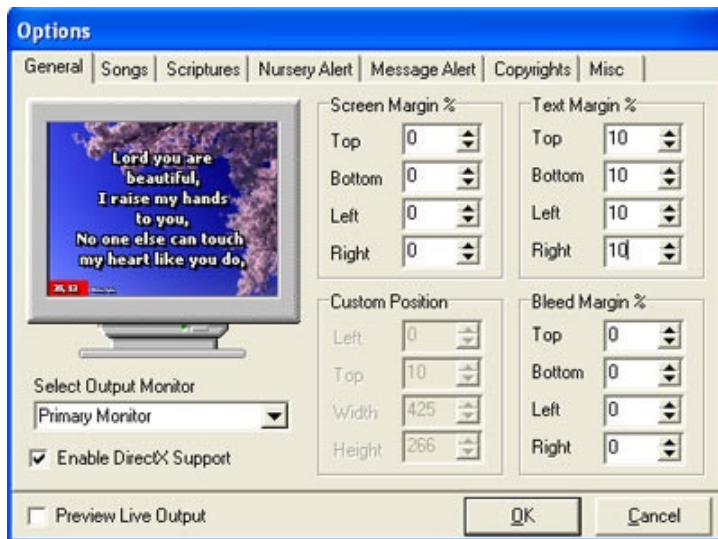 Options
General Songs Scriptures Nursery Alert Message Alert Copyrights Misc
Lord you are
beautiful,
I raise my hands
to you,
No one else can touch
my heart like you do,
Select Output Monitor
Primary Monitor
Enable DirectX Support
Screen Margin %
Top 0
Bottom 0
Left 0
Right 0
Text Margin %
Top 10
Bottom 10
Left 10
Right 10
Custom Position
Left 0
Top 10
Width 425
Height 266
Bleed Margin %
Top 0
Bottom 0
Left 0
Right 0
Preview Live Output
OK Cancel